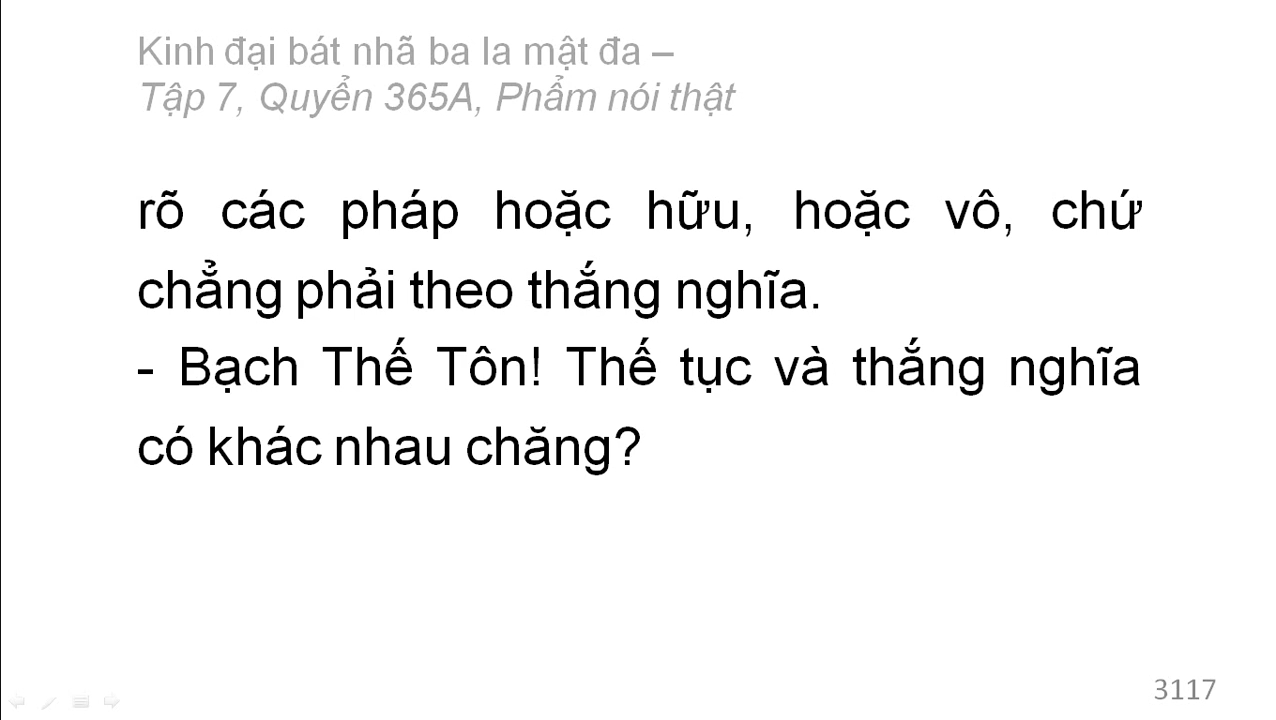 Kinh đại bát nhã ba la mật đa –
Tập 7, Quyển 365A, Phẩm nói thật
rõ các pháp hoặc hữu, hoặc vô, chứ
chẳng phải theo thắng nghĩa.
- Bạch Thế Tôn! Thế tục và thắng nghĩa
có khác nhau chăng?
3117